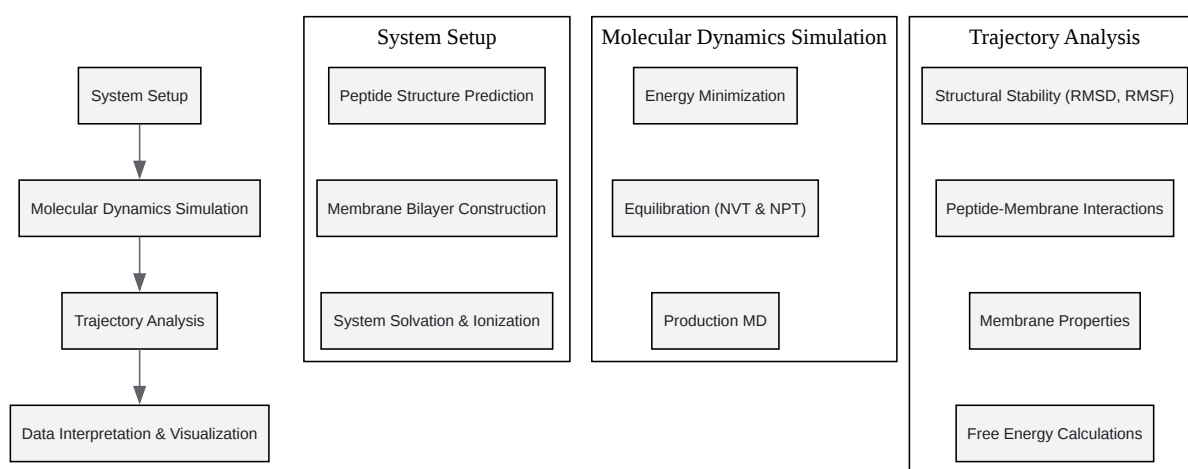 System Setup
Molecular Dynamics Simulation
Trajectory Analysis
Data Interpretation & Visualization
System Setup
Peptide Structure Prediction
Membrane Bilayer Construction
System Solvation & Ionization
Molecular Dynamics Simulation
Energy Minimization
Equilibration (NVT & NPT)
Production MD
Trajectory Analysis
Structural Stability (RMSD, RMSF)
Peptide-Membrane Interactions
Membrane Properties
Free Energy Calculations